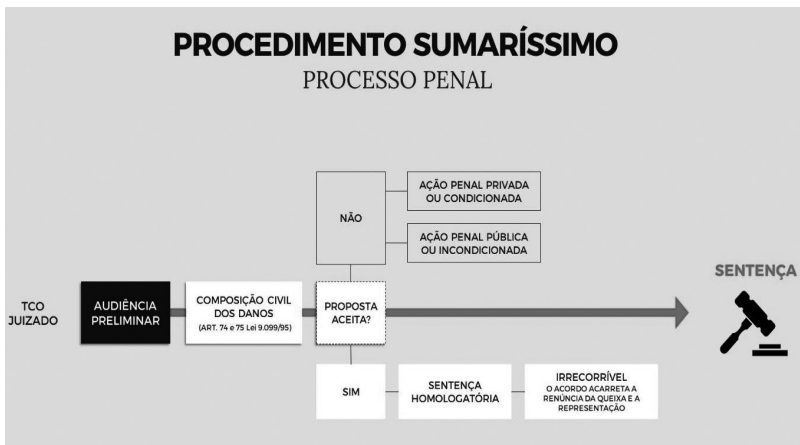 PROCEDIMENTO SUMARÍSSIMO
PROCESSO PENAL
NÃO
AÇÃO PENAL PRIVADA
OU CONDICIONADA
AÇÃO PENAL PÚBLICA
OU INCONDICIONADA
TCO
JUIZADO
AUDIÊNCIA
PRELIMINAR
COMPOSIÇÃO CIVIL
DOS DANOS
(ART. 74 e 75 Lei 9.099/95)
PROPOSTA
ACEITA?
SENTENÇA
SIM
SENTENÇA
HOMOLOGATÓRIA
IRRECORRÍVEL
O ACORDO ACARRETA A
RENÚNCIA DA QUEIXA E A
REPRESENTAÇÃO